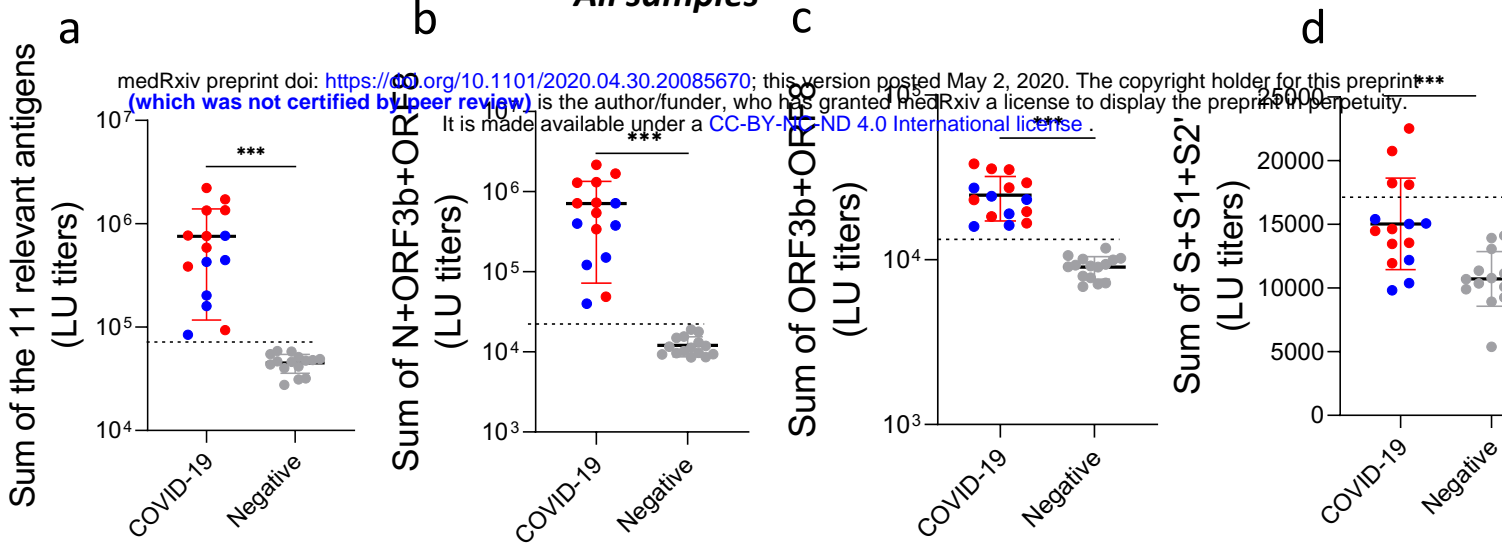 All samples
a
b
c
d
medRxiv preprint doi: https://doi.org/10.1101/2020.04.30.20085670; this version posted May 2, 2020. The copyright holder for this preprint
(which was not certified by peer review) is the author/funder, who has granted medRxiv a license to display the preprint in perpetuity.
It is made available under a CC-BY-NC-ND 4.0 International license .
Sum of the 11 relevant antigens
(LU titers)
10⁷
10⁶
10⁵
10⁴
***
COVID-19
Negative
Sum of N+ORF3b+ORF8
(LU titers)
10⁶
10⁵
10⁴
10³
***
COVID-19
Negative
Sum of ORF3b+ORF8
(LU titers)
10⁵
10⁴
10³
***
COVID-19
Negative
Sum of S+S1+S2'
(LU titers)
25000
20000
15000
10000
5000
0
***
COVID-19
Negative